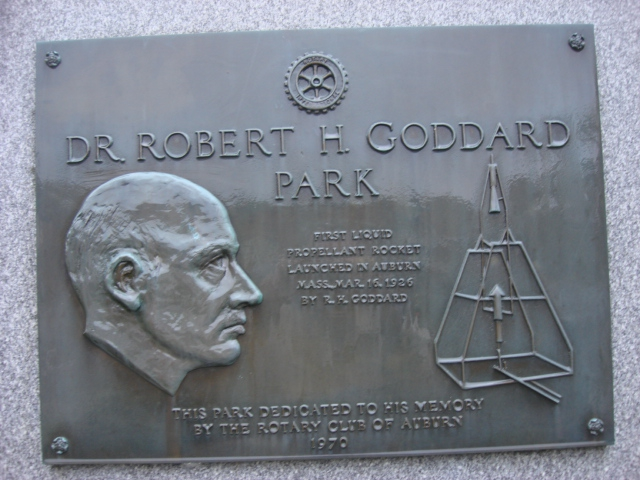 DR. ROBERT H. GODDARD
PARK
FIRST LIQUID
PROPELLANT ROCKET
LAUNCHED IN AUBURN
MASS. MAR. 16, 1926
BY R.H. GODDARD
THIS PARK DEDICATED TO HIS MEMORY
BY THE ROTARY CLUB OF AUBURN
1970